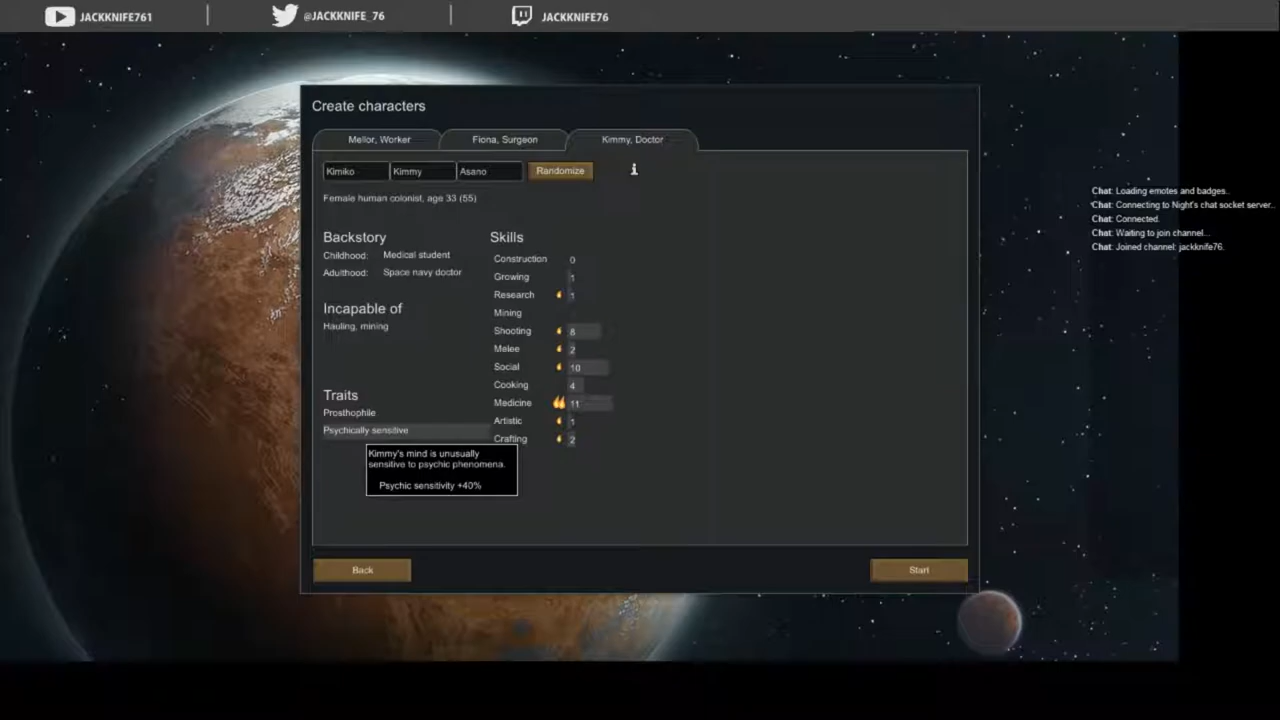 JACKKNIFE761
@JACKKNIFE_76
JACKKNIFE76
Create characters
Mellor, Worker
Fiona, Surgeon
Kimmy, Doctor
Kimiko
Kimmy
Asano
Randomize
Female human colonist, age 33 (55)
Backstory
Childhood: Medical student
Adulthood: Space navy doctor
Incapable of
Hauling, mining
Traits
Prosthophile
Psychically sensitive
Kimmy's mind is unusually
sensitive to psychic phenomena.
Psychic sensitivity +40%
Skills
Construction 0
Growing 1
Research 1
Mining
Shooting 8
Melee 2
Social 10
Cooking 4
Medicine 11
Artistic 1
Crafting 2
Back
Start
Chat: Loading emotes and badges..
Chat: Connecting to Night's chat socket server..
Chat: Connected.
Chat: Waiting to join channel...
Chat: Joined channel: jackknife76.